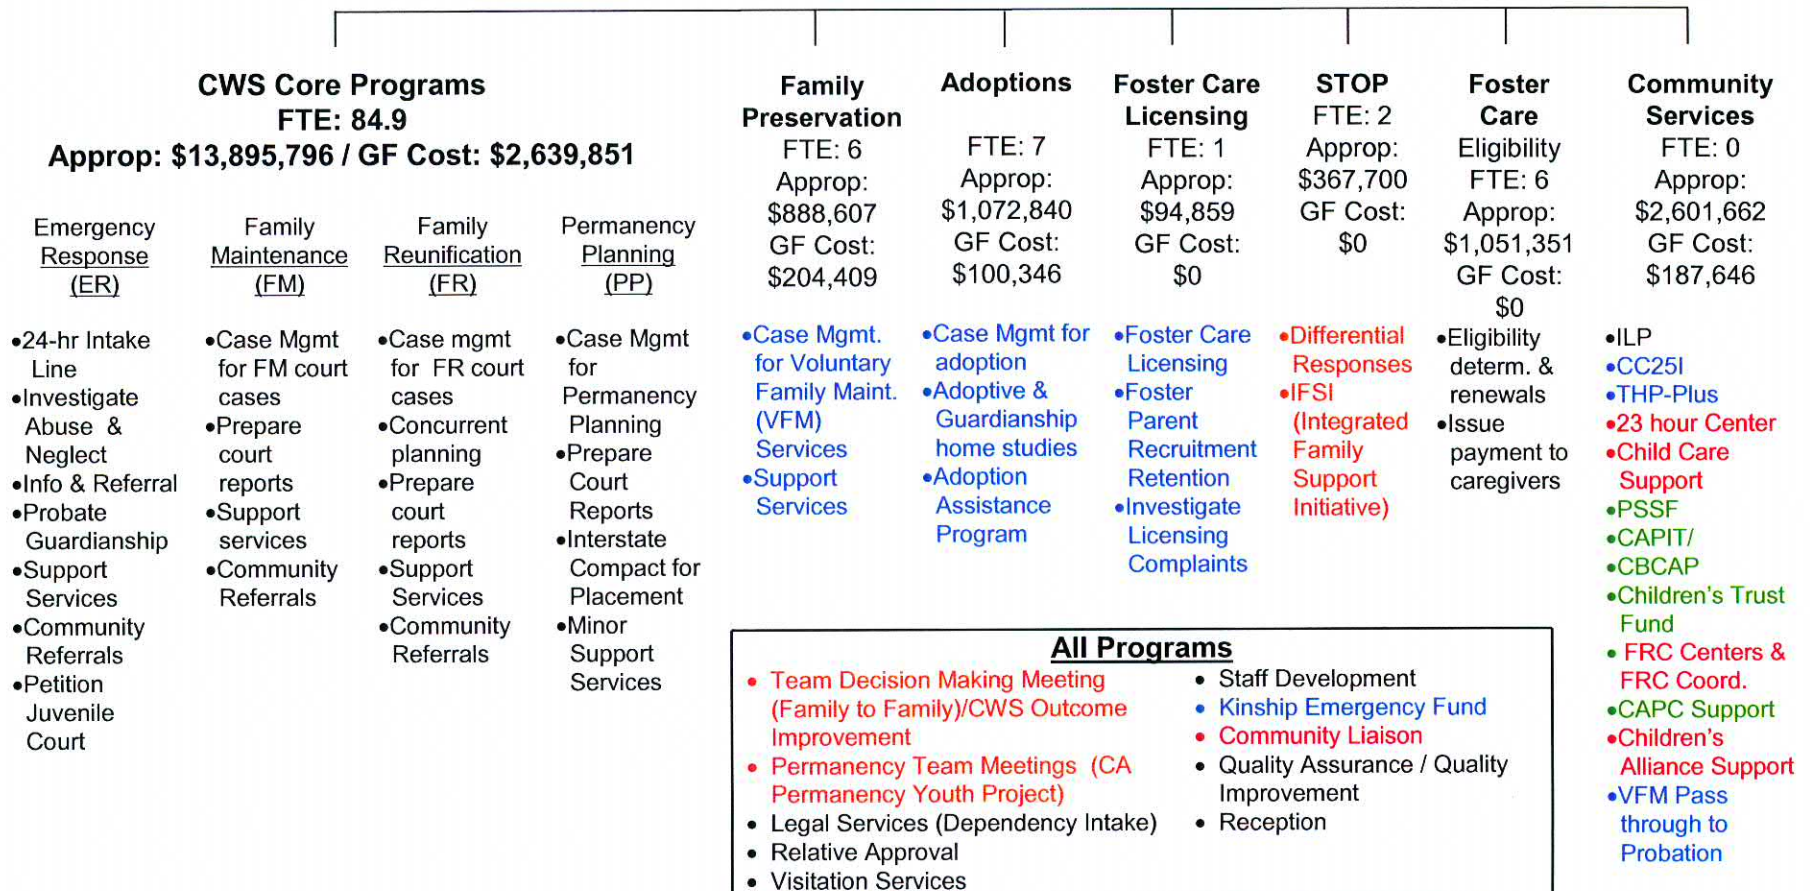 CWS Core Programs
FTE: 84.9
Approp: $13,895,796 / GF Cost: $2,639,851
Emergency
Response
(ER)
•24-hr Intake
Line
•Investigate
Abuse &
Neglect
•Info & Referral
•Probate
Guardianship
•Support
Services
•Community
Referrals
•Petition
Juvenile
Court
Family
Maintenance
(FM)
•Case Mgmt
for FM court
cases
•Prepare
court
reports
•Support
services
•Community
Referrals
Family
Reunification
(FR)
•Case mgmt
for FR court
cases
•Concurrent
planning
•Prepare
court
reports
•Support
Services
•Community
Referrals
Permanency
Planning
(PP)
•Case Mgmt
for
Permanency
Planning
•Prepare
Court
Reports
•Interstate
Compact for
Placement
•Minor
Support
Services
Family
Preservation
FTE: 6
Approp:
$888,607
GF Cost:
$204,409
•Case Mgmt.
for Voluntary
Family Maint.
(VFM)
Services
•Support
Services
Adoptions
FTE: 7
Approp:
$1,072,840
GF Cost:
$100,346
•Case Mgmt for
adoption
•Adoptive &
Guardianship
home studies
•Adoption
Assistance
Program
Foster Care
Licensing
FTE: 1
Approp:
$94,859
GF Cost:
$0
•Foster Care
Licensing
•Foster
Parent
Recruitment
Retention
•Investigate
Licensing
Complaints
STOP
FTE: 2
Approp:
$367,700
GF Cost:
$0
•Differential
Responses
•IFSI
(Integrated
Family
Support
Initiative)
Foster
Care
Eligibility
FTE: 6
Approp:
$1,051,351
GF Cost:
$0
•Eligibility
determ. &
renewals
•Issue
payment to
caregivers
Community
Services
FTE: 0
Approp:
$2,601,662
GF Cost:
$187,646
•ILP
•CC25I
•THP-Plus
•23 hour Center
•Child Care
Support
•PSSF
•CAPIT/
•CBCAP
•Children's Trust
Fund
• FRC Centers &
FRC Coord.
•CAPC Support
•Children's
Alliance Support
•VFM Pass
through to
Probation
All Programs
• Team Decision Making Meeting
(Family to Family)/CWS Outcome
Improvement
• Permanency Team Meetings (CA
Permanency Youth Project)
• Legal Services (Dependency Intake)
• Relative Approval
• Visitation Services
• Staff Development
• Kinship Emergency Fund
• Community Liaison
• Quality Assurance / Quality
Improvement
• Reception